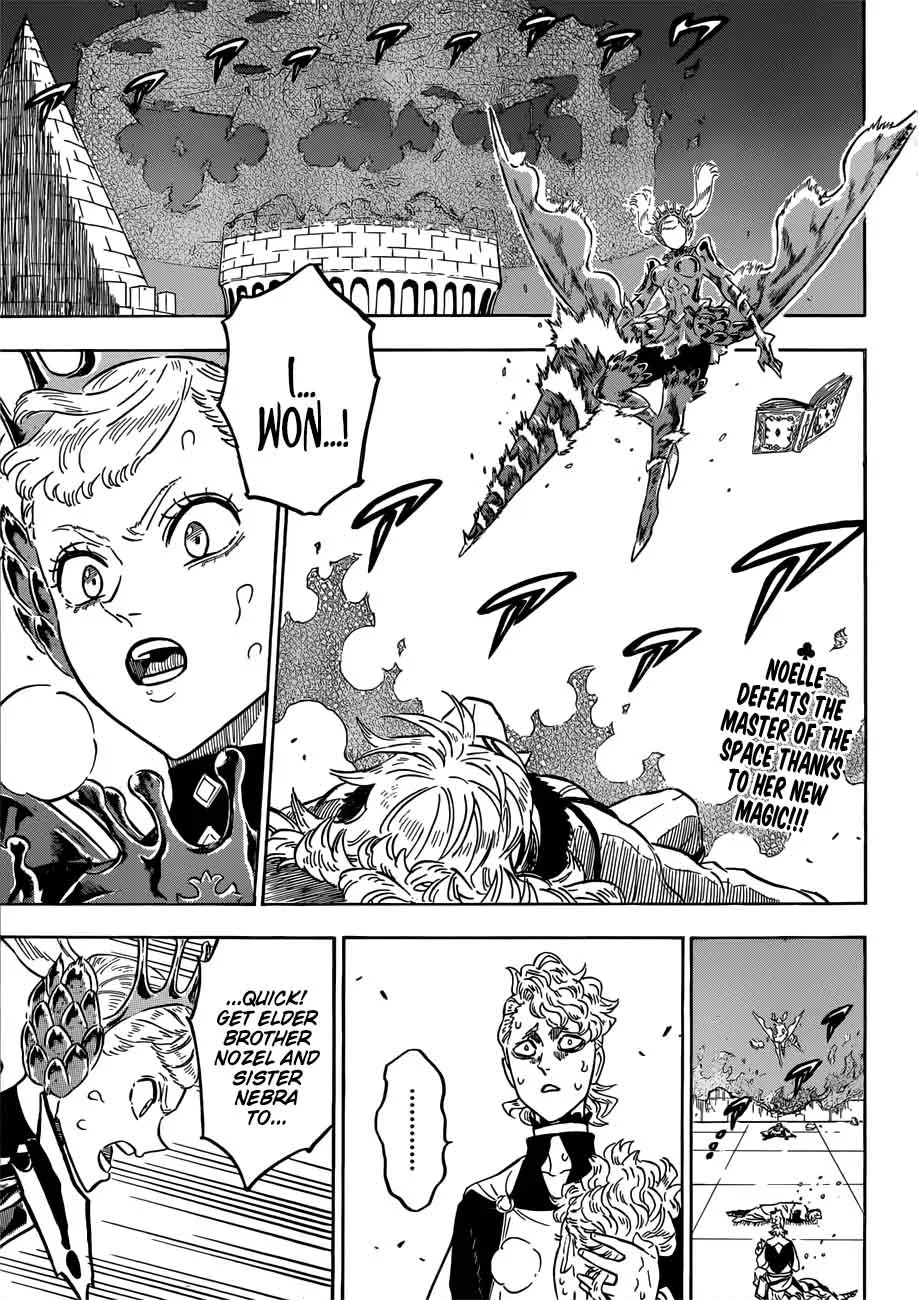 I...
WON...!
NOELLE
DEFEATS THE
MASTER OF THE
SPACE THANKS
TO HER NEW
MAGIC!!!
..........
...QUICK!
GET ELDER
BROTHER
NOZEL AND
SISTER
NEBRA
TO...